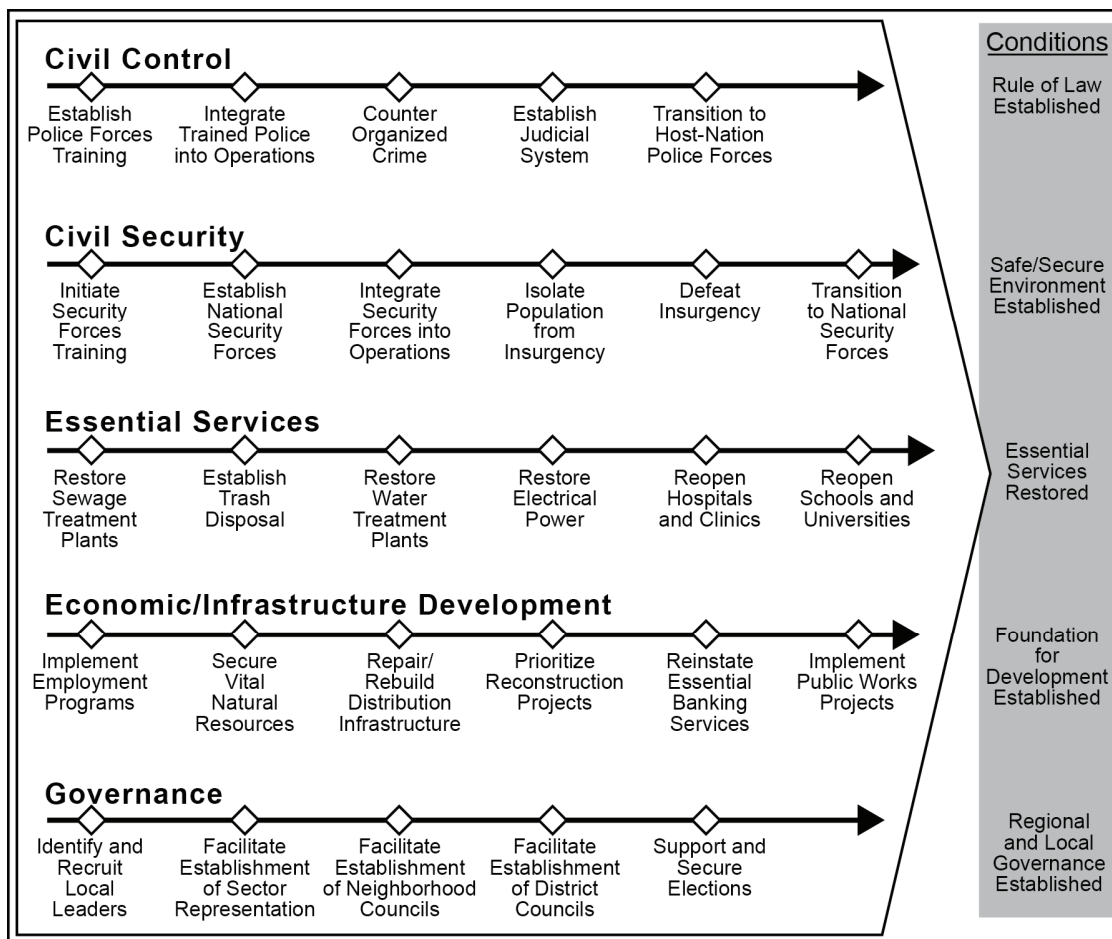 Conditions
Civil Control
Establish
Police Forces
Training
Integrate
Trained Police
into Operations
Counter
Organized
Crime
Establish
Judicial
System
Transition to
Host-Nation
Police Forces
Rule of Law
Established
Civil Security
Initiate
Security
Forces
Training
Establish
National
Security
Forces
Integrate
Security
Forces into
Operations
Isolate
Population
from
Insurgency
Defeat
Insurgency
Transition
to National
Security
Forces
Safe/Secure
Environment
Established
Essential Services
Restore
Sewage
Treatment
Plants
Establish
Trash
Disposal
Restore
Water
Treatment
Plants
Restore
Electrical
Power
Reopen
Hospitals
and Clinics
Reopen
Schools and
Universities
Essential
Services
Restored
Economic/Infrastructure Development
Implement
Employment
Programs
Secure
Vital
Natural
Resources
Repair/
Rebuild
Distribution
Infrastructure
Prioritize
Reconstruction
Projects
Reinstate
Essential
Banking
Services
Implement
Public Works
Projects
Foundation
for
Development
Established
Governance
Identify and
Recruit
Local
Leaders
Facilitate
Establishment
of Sector
Representation
Facilitate
Establishment
of Neighborhood
Councils
Facilitate
Establishment
of District
Councils
Support and
Secure
Elections
Regional
and Local
Governance
Established